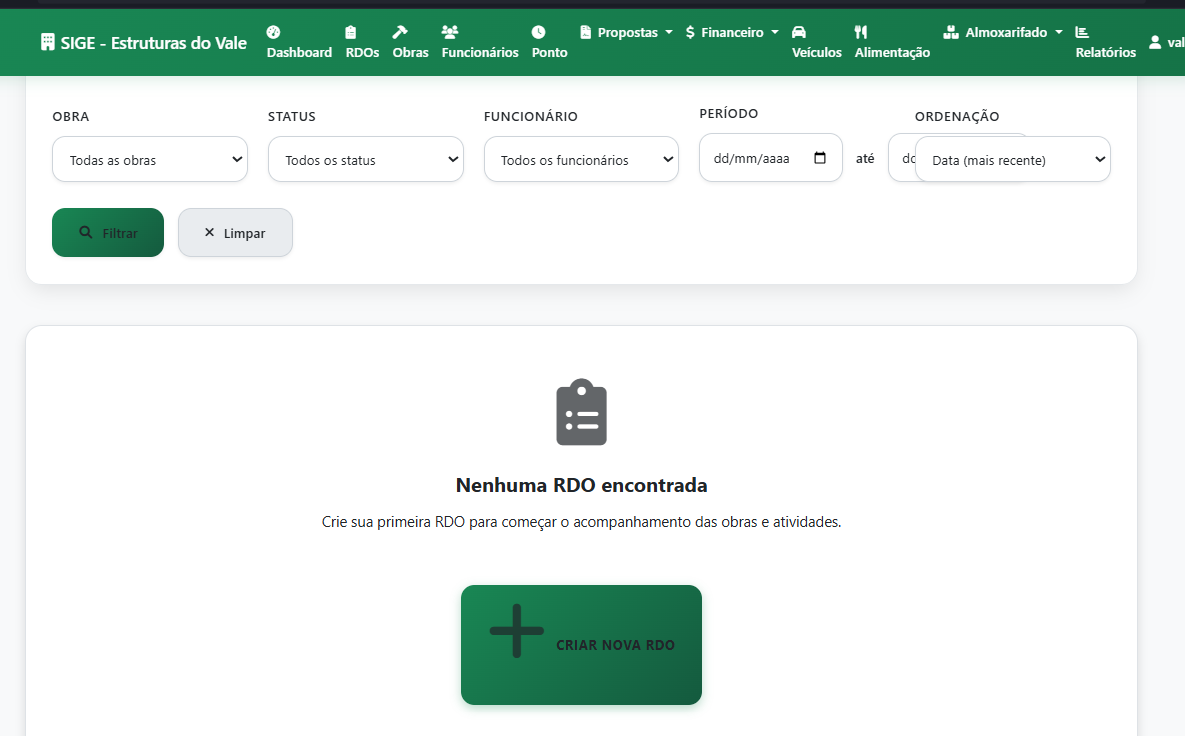 SIGE - Estruturas do Vale
Dashboard
RDOs
Obras
Funcionários
Ponto
Propostas
$ Financeiro
Veículos
Alimentação
Almoxarifado
Relatórios
val
OBRA
STATUS
FUNCIONÁRIO
PERÍODO
ORDENAÇÃO
Todas as obras
Todos os status
Todos os funcionários
dd/mm/aaaa
até
dd
Data (mais recente)
Filtrar
Limpar
Nenhuma RDO encontrada
Crie sua primeira RDO para começar o acompanhamento das obras e atividades.
CRIAR NOVA RDO